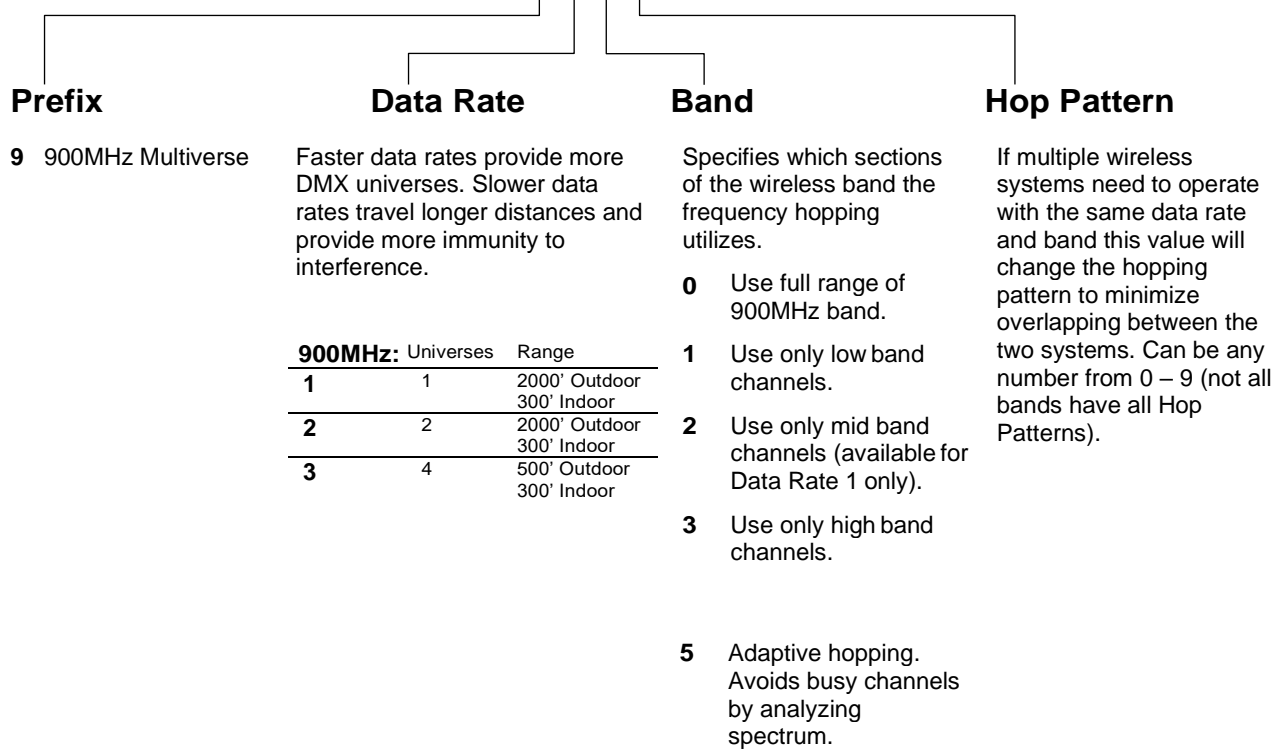 Prefix
9 900MHz Multiverse
Data Rate
Faster data rates provide more
DMX universes. Slower data
rates travel longer distances and
provide more immunity to
interference.
900MHz: Universes Range
1 1 2000’ Outdoor
300’ Indoor
2 2 2000’ Outdoor
300’ Indoor
3 4 500’ Outdoor
300’ Indoor
Band
Specifies which sections
of the wireless band the
frequency hopping
utilizes.
0 Use full range of
900MHz band.
1 Use only low band
channels.
2 Use only mid band
channels (available for
Data Rate 1 only).
3 Use only high band
channels.
5 Adaptive hopping.
Avoids busy channels
by analyzing
spectrum.
Hop Pattern
If multiple wireless
systems need to operate
with the same data rate
and band this value will
change the hopping
pattern to minimize
overlapping between the
two systems. Can be any
number from 0 – 9 (not all
bands have all Hop
Patterns).